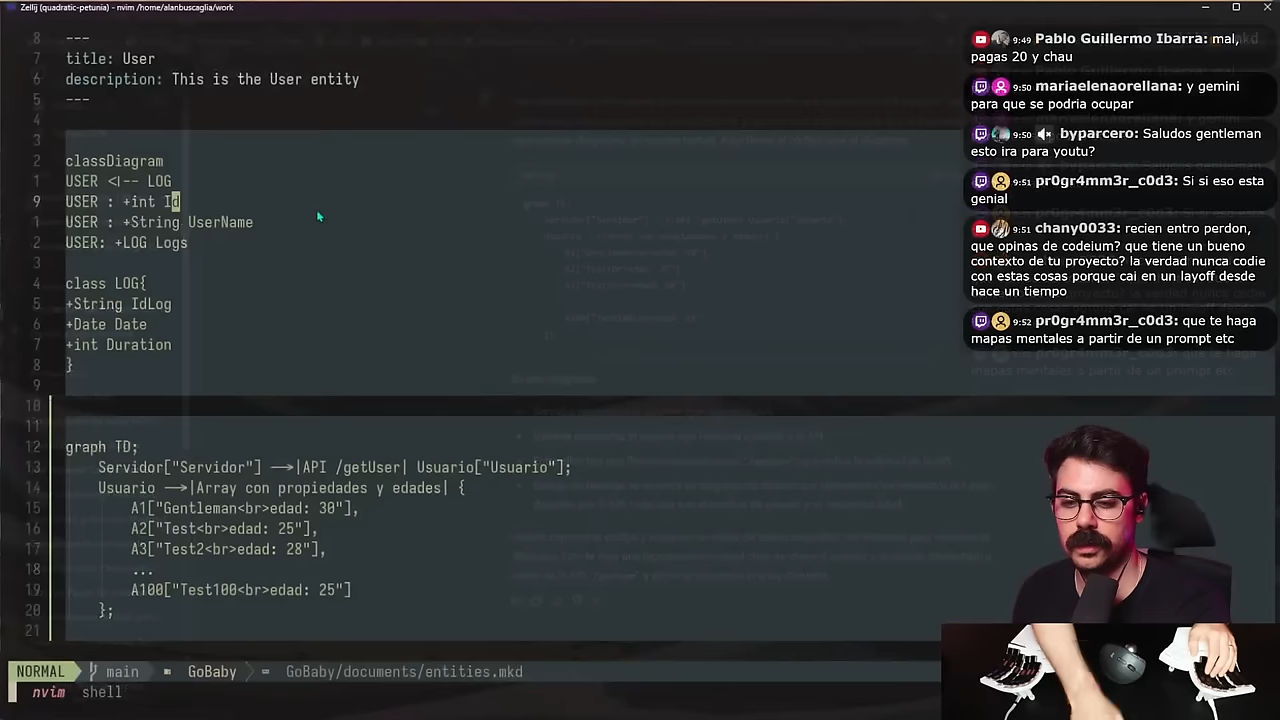 Zellij (quadratic-petunia) - nvim /home/alanbuscaglia/work
8 ---
7 title: User
6 description: This is the User entity
5 ---
4
3
2 classDiagram
1 USER <!-- LOG
9 USER : +int Id
1 USER : +String UserName
2 USER: +LOG Logs
3
4 class LOG{
5 +String IdLog
6 +Date Date
7 +int Duration
8 }
9
10
11
12 graph TD;
13 Servidor["Servidor"] -->|API /getUser| Usuario["Usuario"];
14 Usuario -->|Array con propiedades y edades| {
15 A1["Gentleman<br>edad: 30"],
16 A2["Test<br>edad: 25"],
17 A3["Test2<br>edad: 28"],
18 ...
19 A100["Test100<br>edad: 25"]
20 };
21
NORMAL main GoBaby GoBaby/documents/entities.mkd
nvim shell
9:49 Pablo Guillermo Ibarra: mal,
pagas 20 y chau
9:50 mariaelenaorellana: y gemini
para que se podria ocupar
9:50 byparcero: Saludos gentleman
esto ira para youtu?
9:51 pr0gr4mm3r_c0d3: Si si eso esta
genial
9:51 chany0033: recien entro perdon,
que opinas de codeium? que tiene un bueno
contexto de tu proyecto? la verdad nunca codie
con estas cosas porque cai en un layoff desde
hace un tiempo
9:52 pr0gr4mm3r_c0d3: que te haga
mapas mentales a partir de un prompt etc